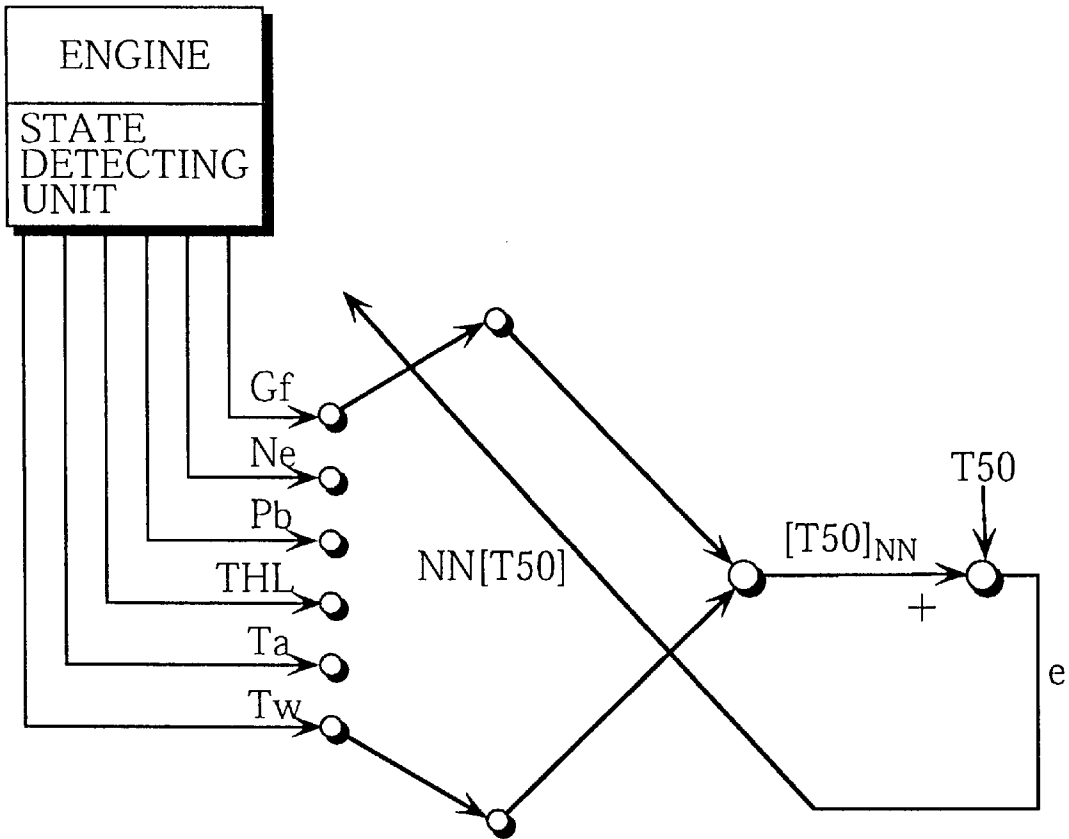 ENGINE
STATE
DETECTING
UNIT
Gf
Ne
Pb
THL
Ta
Tw
NN[T50]
T50
[T50]NN
+
e